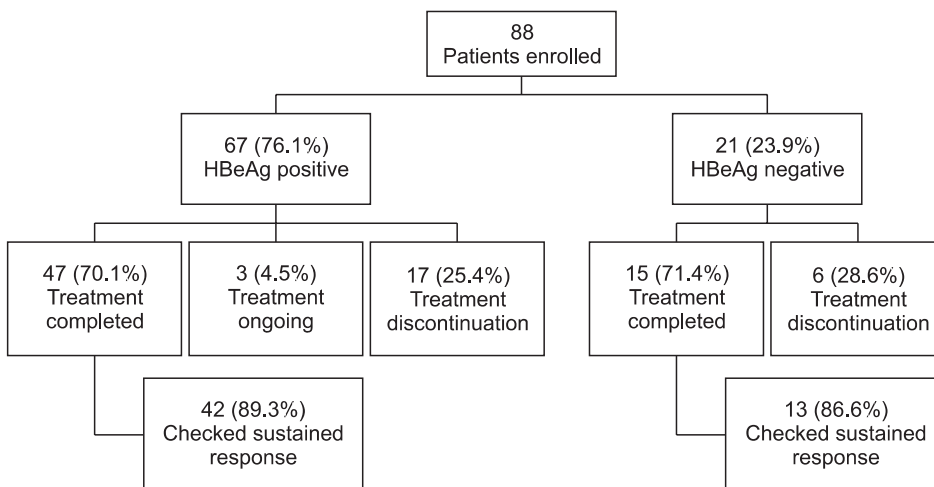 88
Patients enrolled
67 (76.1%)
HBeAg positive
21 (23.9%)
HBeAg negative
47 (70.1%)
Treatment
completed
3 (4.5%)
Treatment
ongoing
17 (25.4%)
Treatment
discontinuation
15 (71.4%)
Treatment
completed
6 (28.6%)
Treatment
discontinuation
42 (89.3%)
Checked sustained
response
13 (86.6%)
Checked sustained
response